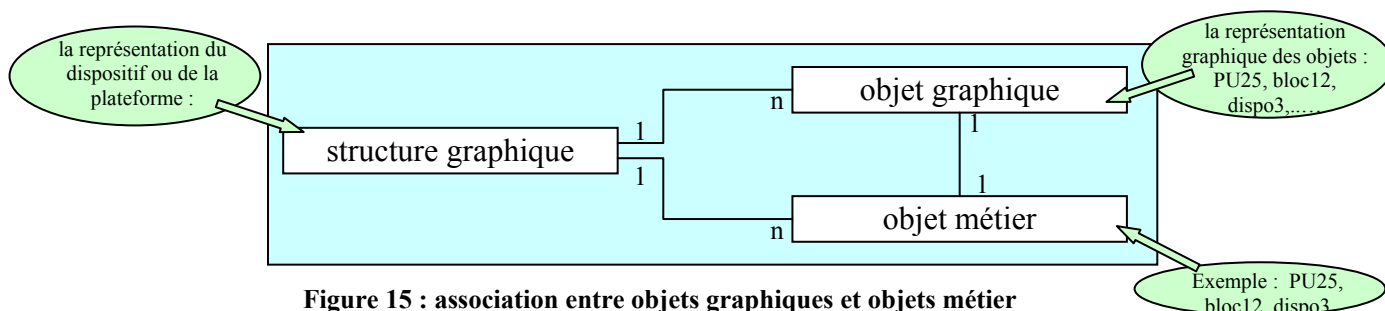 la représentation du
dispositif ou de la
plateforme :
la représentation
graphique des objets :
PU25, bloc12,
dispo3,……
objet graphique
n
1
1
structure graphique
1
1
n
objet métier
Exemple : PU25,
bloc12, dispo3
Figure 15 : association entre objets graphiques et objets métier